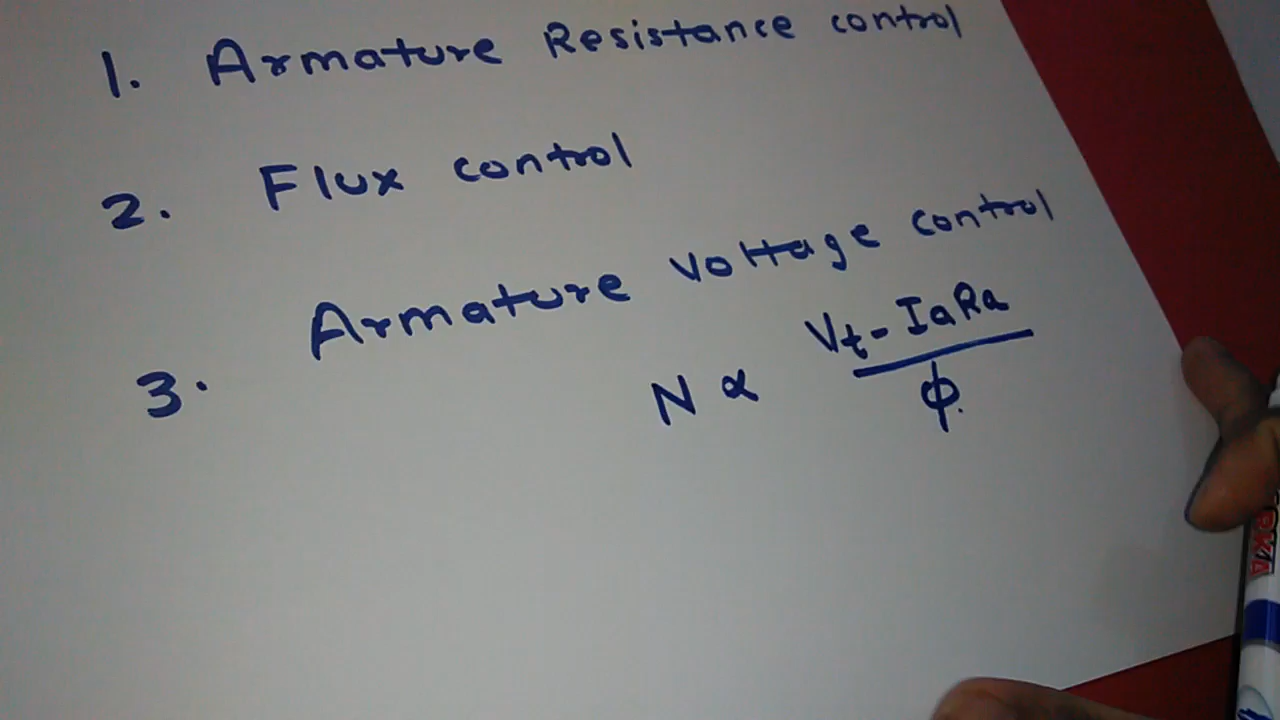 1. Armature Resistance control
2. Flux control
3. Armature Voltage control
N ∝ Vt - IaRa / ϕ